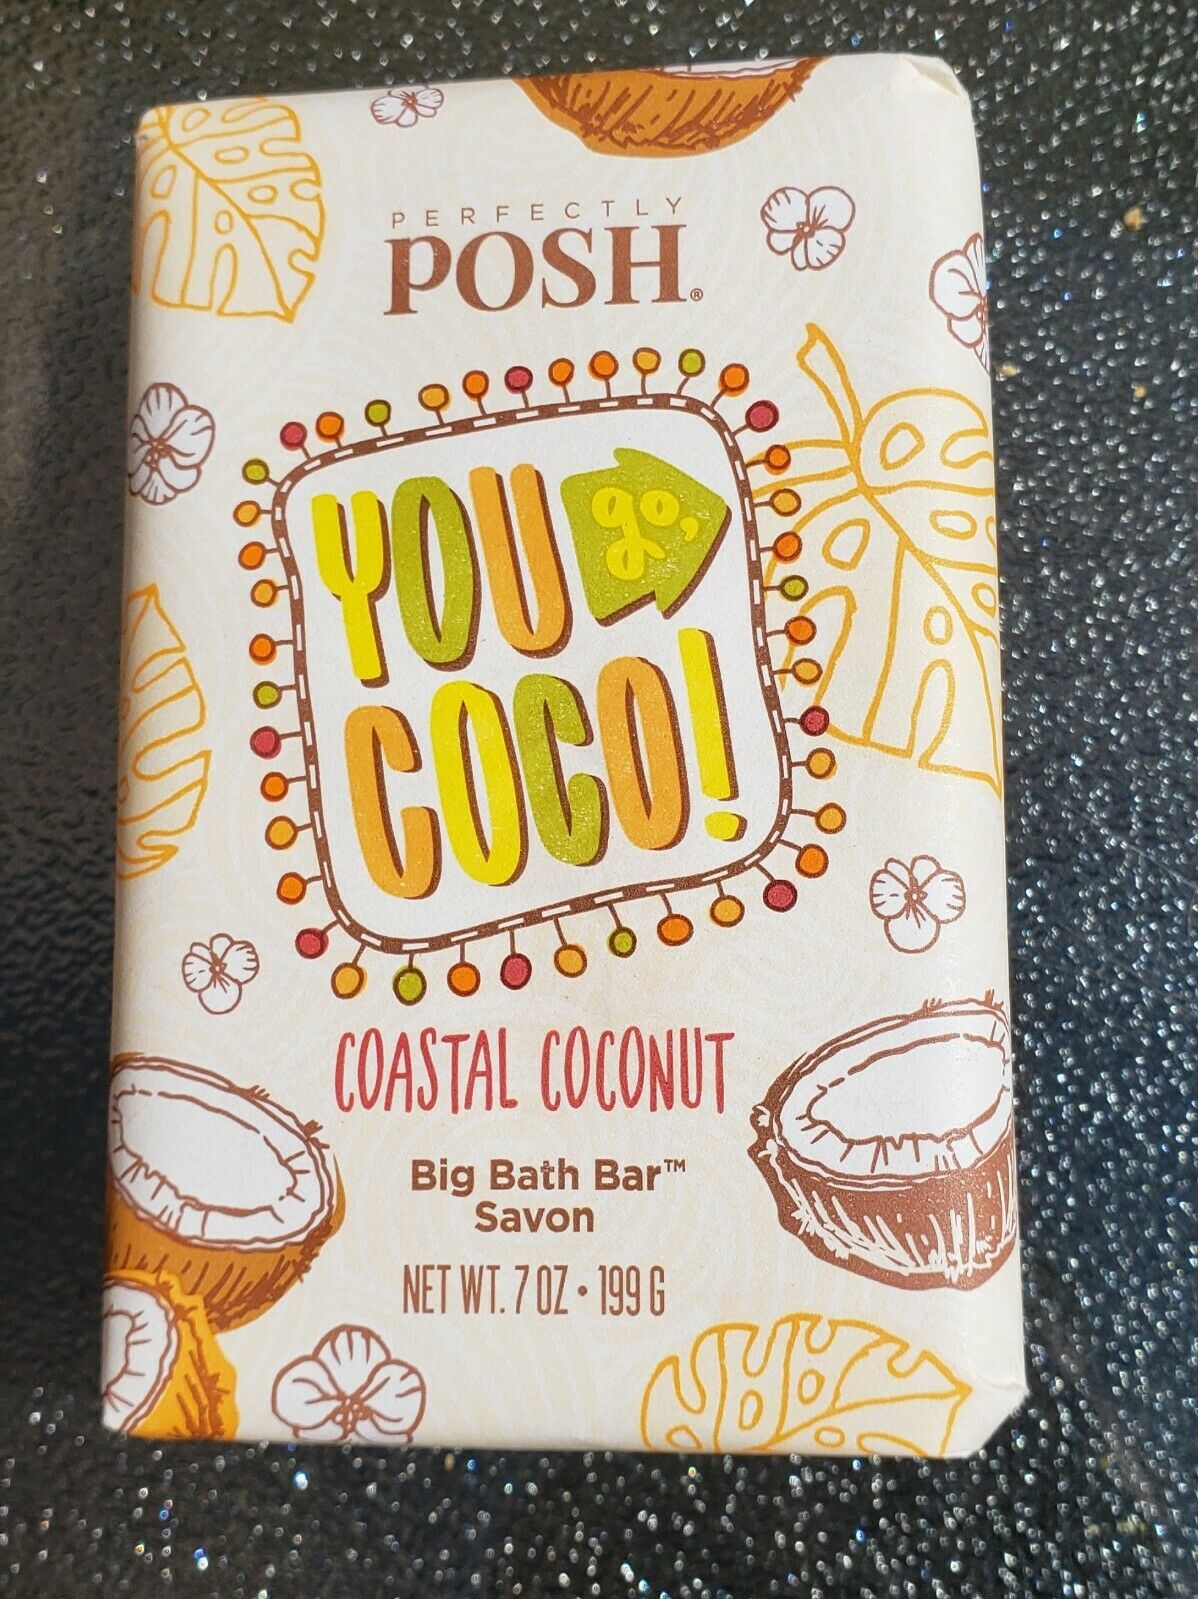 PERFECTLY
POSH®
YOU go,
COCO!
COASTAL COCONUT
Big Bath Bar™
Savon
NET WT. 7 OZ • 199 G